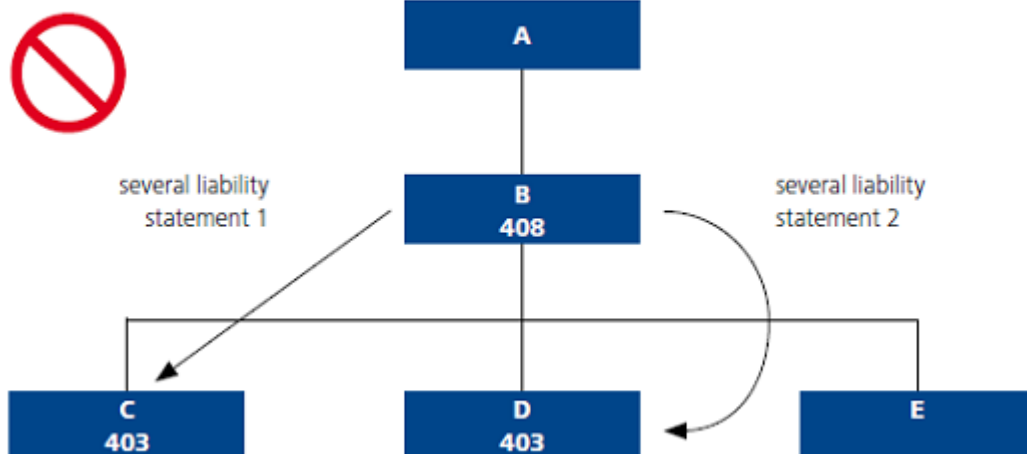 A
several liability
statement 1
B
408
several liability
statement 2
C
403
D
403
E